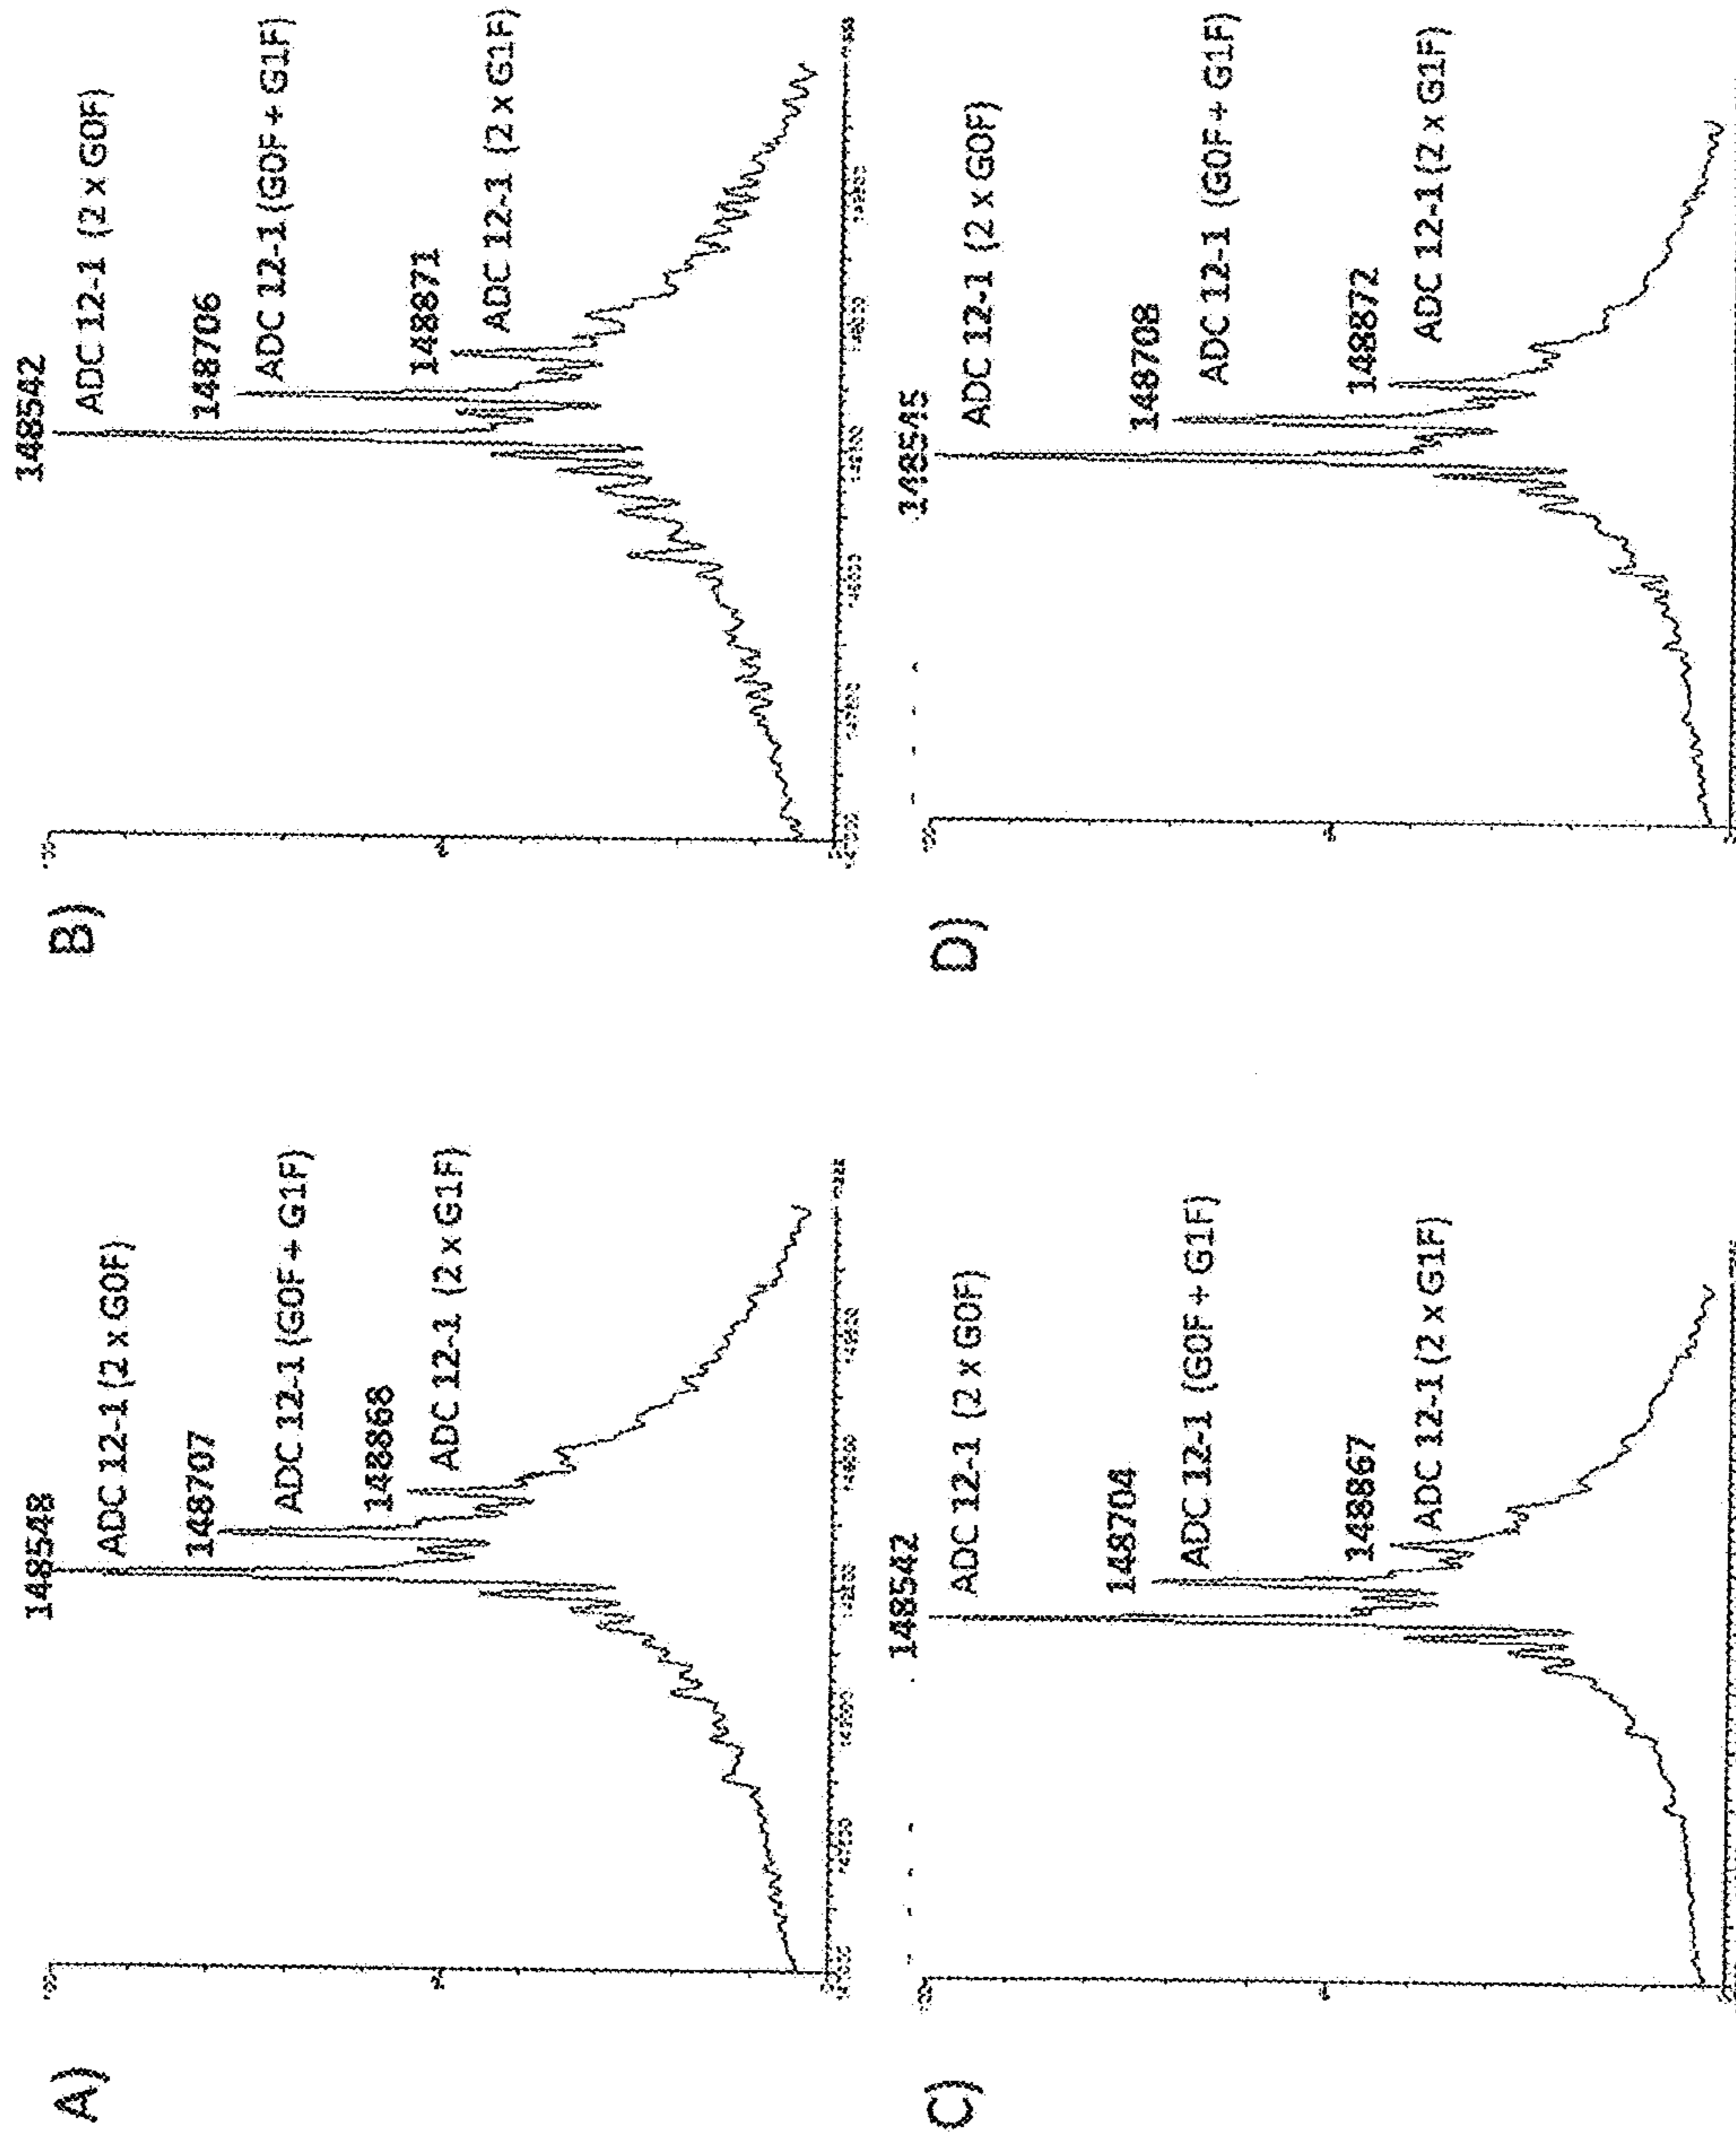 A)
148548
ADC 12-1 (2 x G0F)
148707
ADC 12-1 (G0F + G1F)
148868
ADC 12-1 (2 x G1F)
B)
148542
ADC 12-1 (2 x G0F)
148706
ADC 12-1 (G0F + G1F)
148871
ADC 12-1 (2 x G1F)
C)
148542
ADC 12-1 (2 x G0F)
148704
ADC 12-1 (G0F + G1F)
148867
ADC 12-1 (2 x G1F)
D)
148545
ADC 12-1 (2 x G0F)
148708
ADC 12-1 (G0F + G1F)
148872
ADC 12-1 (2 x G1F)